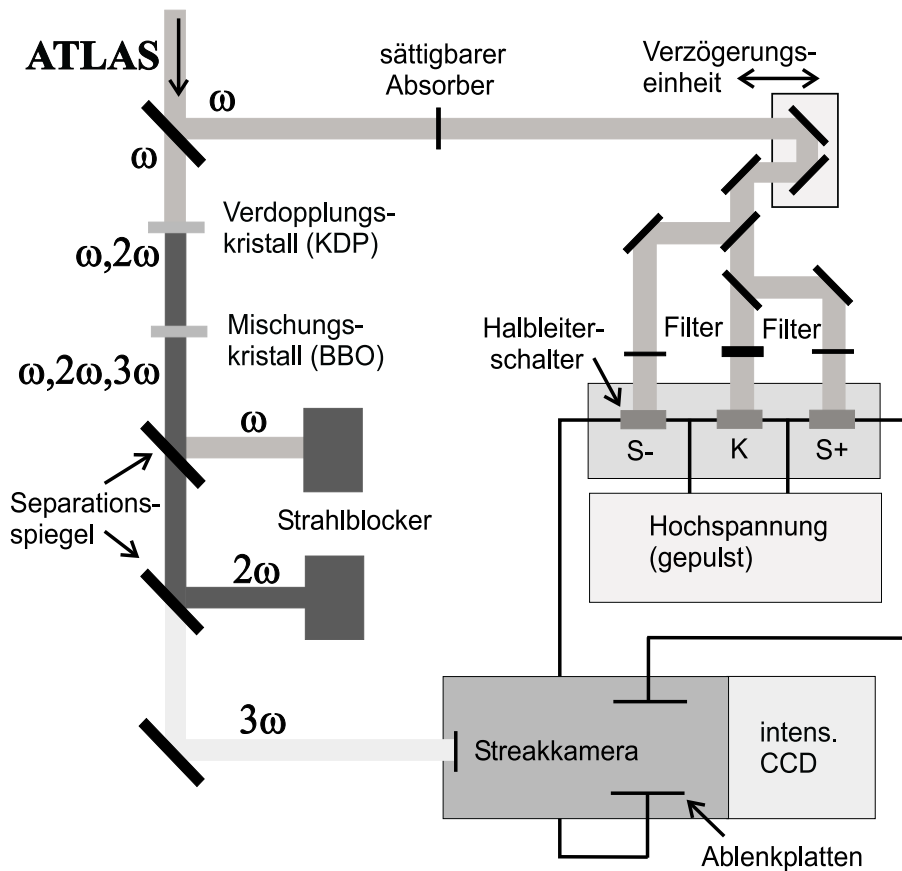 ATLAS
ω
sättigbarer
Absorber
Verzögerungs-
einheit
ω
Verdopplungs-
kristall (KDP)
ω,2ω
Mischungs-
kristall (BBO)
ω,2ω,3ω
Halbleiter-
schalter
Filter
Filter
ω
S-
K
S+
Separations-
spiegel
Strahlblocker
Hochspannung
(gepulst)
2ω
3ω
Streakkamera
intens.
CCD
Ablenkplatten